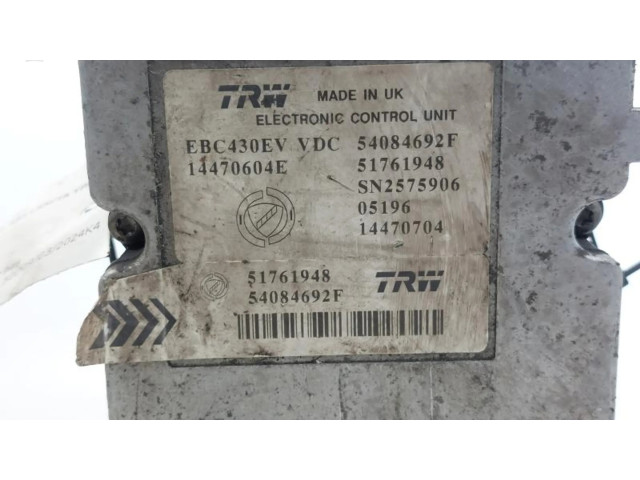 TRW MADE IN UK
ELECTRONIC CONTROL UNIT
EBC430EV VDC 54084692F
14470604E 51761948
SN2575906
05196
14470704
51761948 TRW
54084692F